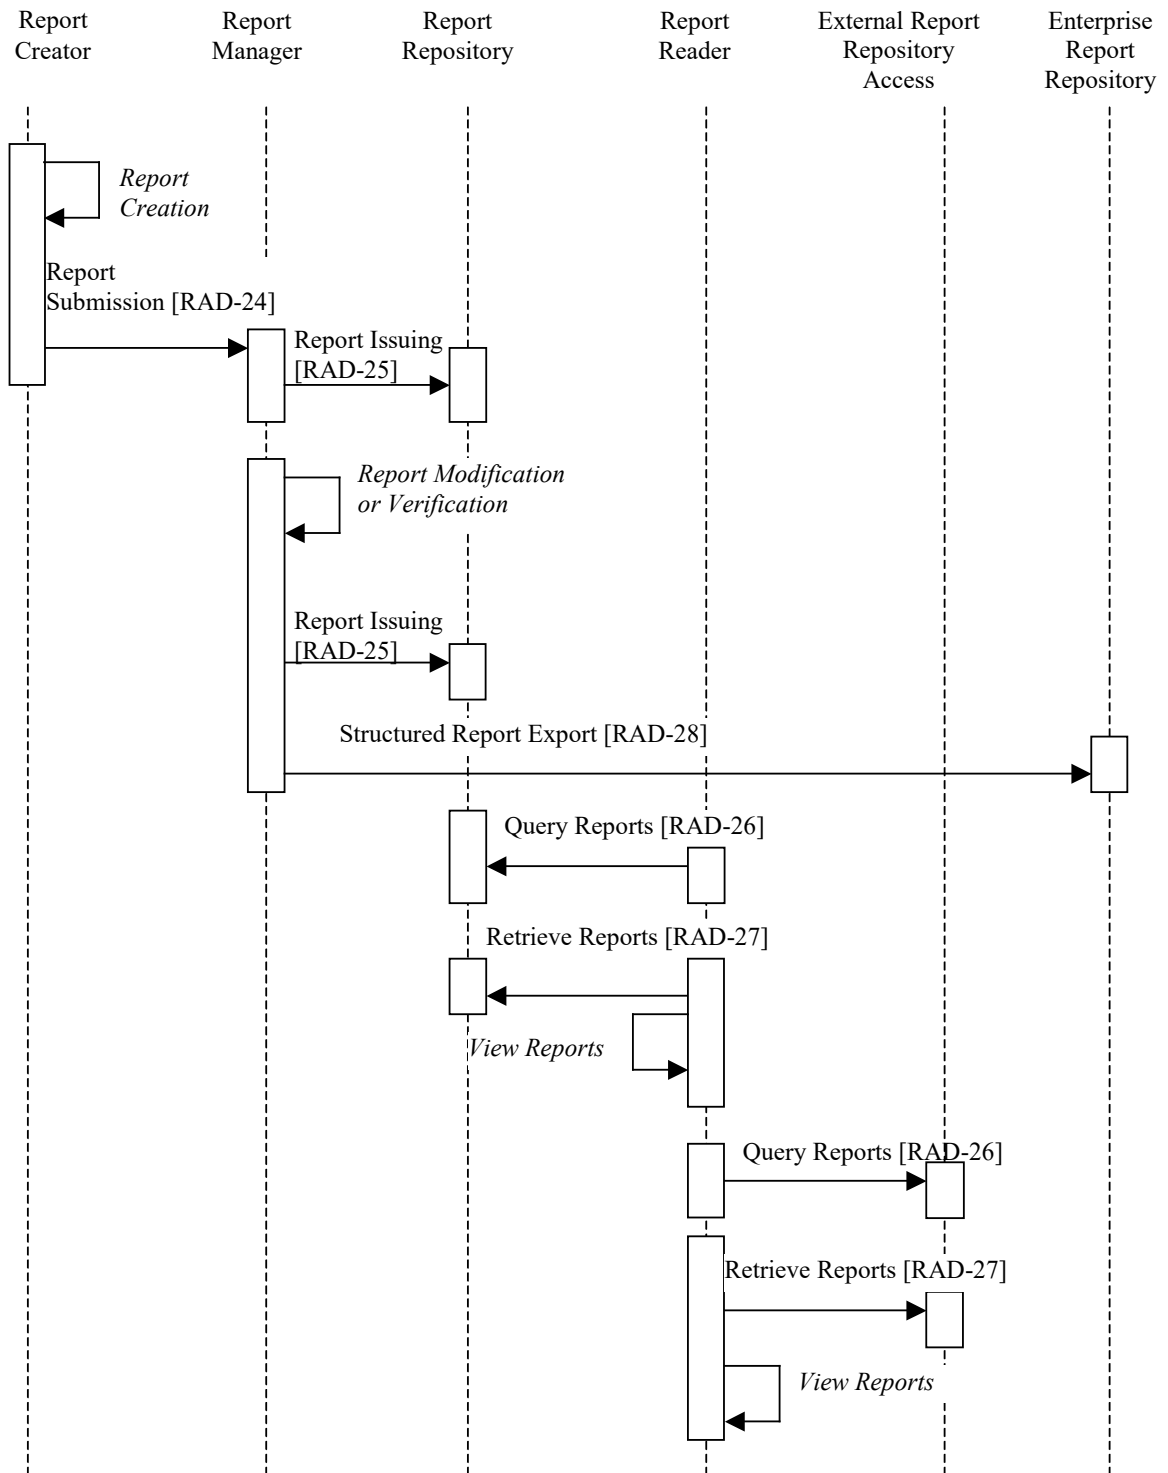 Report
Creator
Report
Manager
Report
Repository
Report
Reader
External Report
Repository
Access
Enterprise
Report
Repository
Report
Creation
Report
Submission [RAD-24]
Report Issuing
[RAD-25]
Report Modification
or Verification
Report Issuing
[RAD-25]
Structured Report Export [RAD-28]
Query Reports [RAD-26]
Retrieve Reports [RAD-27]
View Reports
Query Reports [RAD-26]
Retrieve Reports [RAD-27]
View Reports